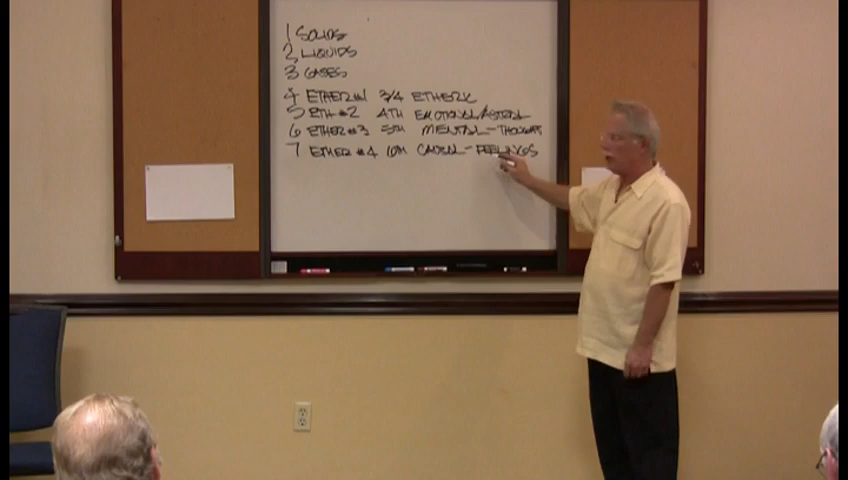 1 SOLIDS
2 LIQUIDS
3 GASES
4 ETHER#1 3/4 ETHERIC
5 ETH#2 4TH EMOTIONAL/ASTRAL
6 ETHER#3 5TH MENTAL-THOUGHT
7 ETHER#4 6TH CAUSAL-FEELINGS